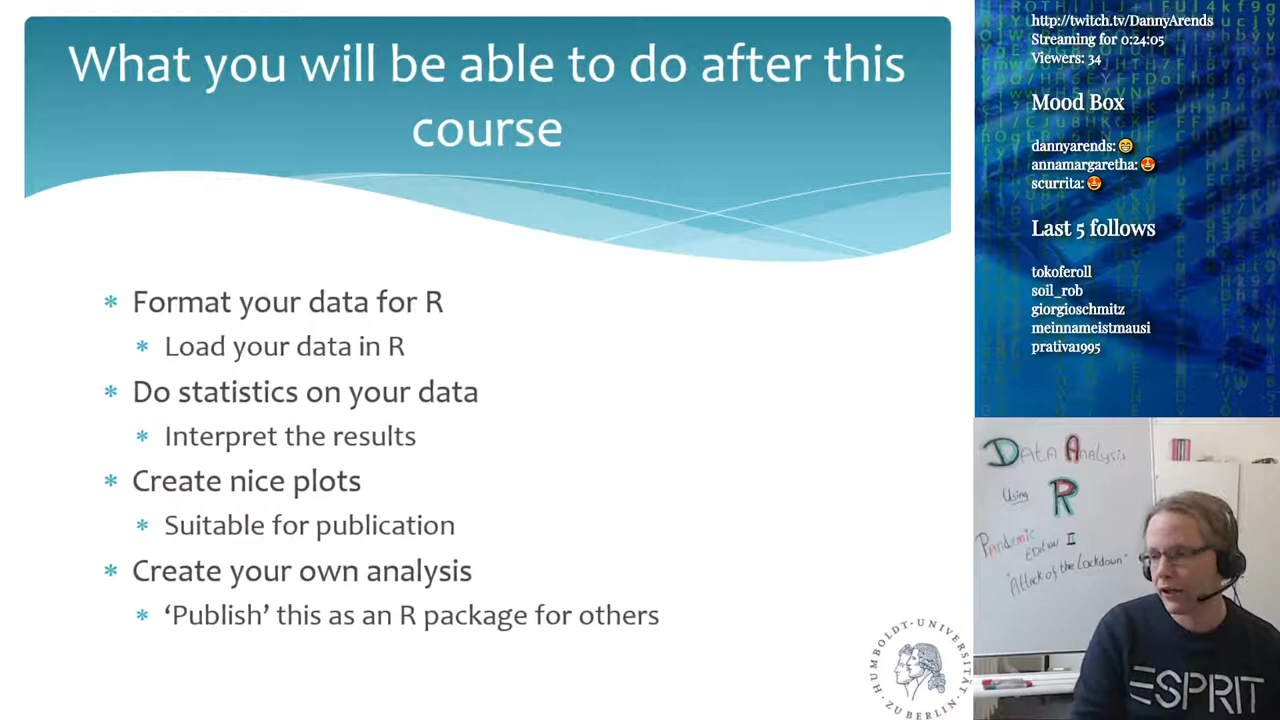 What you will be able to do after this
course
* Format your data for R
* Load your data in R
* Do statistics on your data
* Interpret the results
* Create nice plots
* Suitable for publication
* Create your own analysis
* ‘Publish’ this as an R package for others
HUMBOLDT-UNIVERSITÄT
ZU BERLIN
http://twitch.tv/DannyArends
Streaming for 0:24:05
Viewers: 34
Mood Box
dannyarends: 😁
annamargaretha: 😍
scurrita: 😍
Last 5 follows
tokoferoll
soil_rob
giorgioschmitz
meinnameistmausi
prativa1995
Data Analysis
Using R
Pandemic
Edition II
"Attack of the Lockdown"
ESPRIT